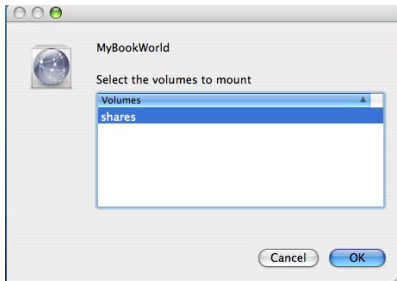 MyBookWorld
Select the volumes to mount
Volumes
shares
Cancel OK